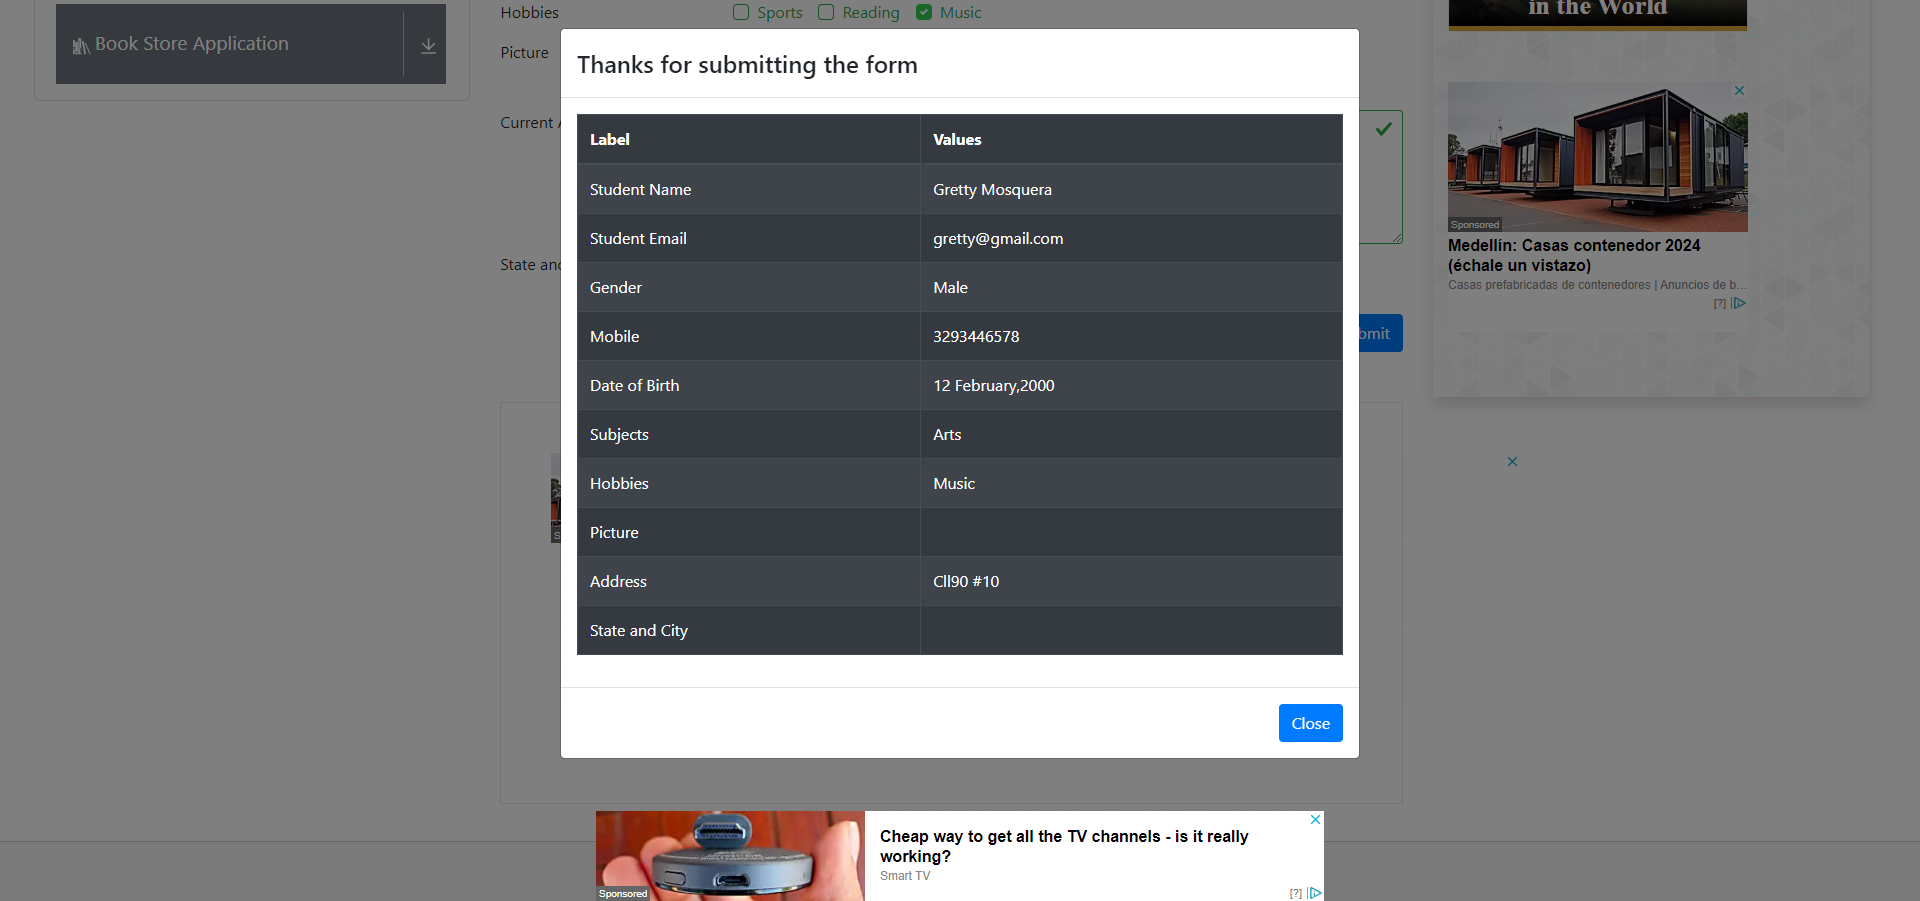 Hobbies Sports Reading Music
in the World
Book Store Application
Picture
Thanks for submitting the form
Current
Label Values
Student Name Gretty Mosquera
Student Email gretty@gmail.com
Gender Male
Mobile 3293446578
Date of Birth 12 February,2000
Subjects Arts
Hobbies Music
Picture
Address Cll90 #10
State and City
Close
State and
bmit
Sponsored
Medellín: Casas contenedor 2024
(échale un vistazo)
Casas prefabricadas de contenedores | Anuncios de b...
[?]
Cheap way to get all the TV channels - is it really
working?
Smart TV
Sponsored
[?]